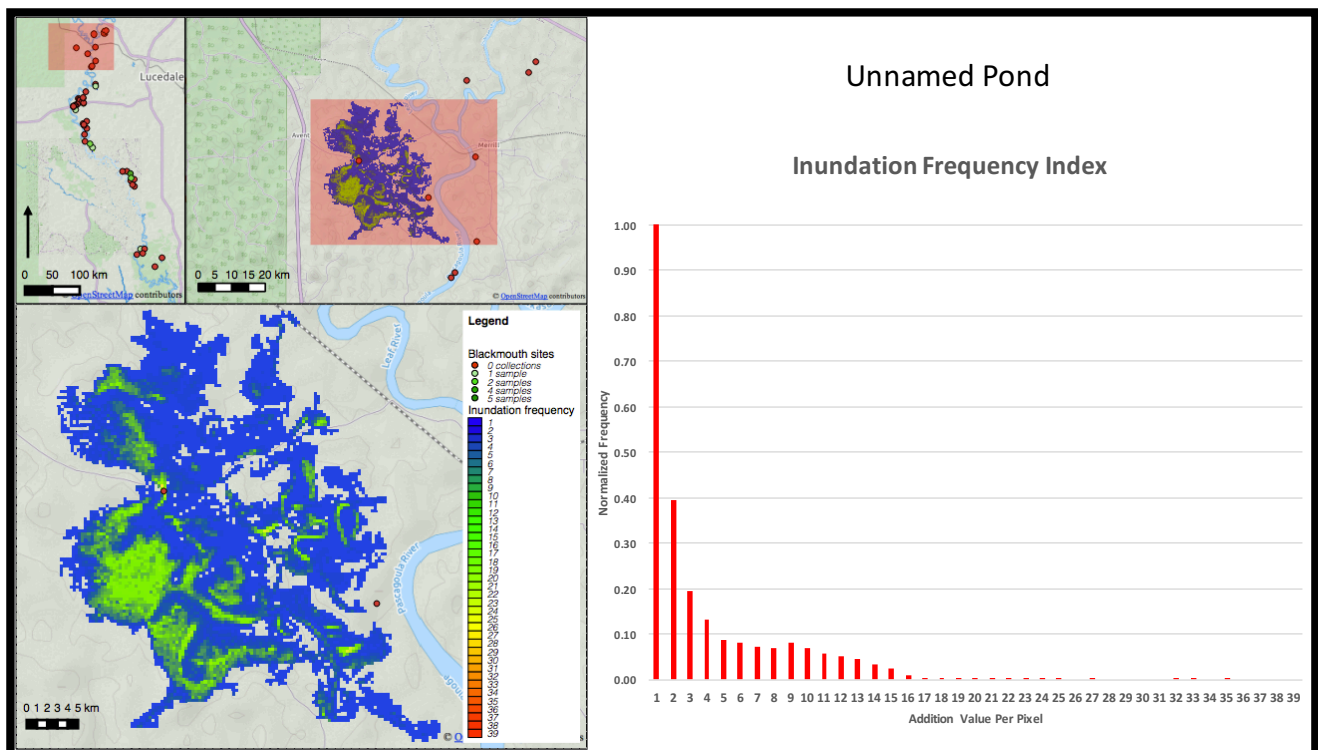 Lucedale
0 50 100 km
© OpenStreetMap contributors
Avent
Merrill
0 5 10 15 20 km
© OpenStreetMap contributors
Leaf River
Pascagoula River
agoula
0 1 2 3 4 5 km
Legend
Blackmouth sites
0 collections
1 sample
2 samples
4 samples
5 samples
Inundation frequency
1
2
3
4
5
6
7
8
9
10
11
12
13
14
15
16
17
18
19
20
21
22
23
24
25
26
27
28
29
30
31
32
33
34
35
36
37
38
39
Unnamed Pond
Inundation Frequency Index
Normalized Frequency
1.00
0.90
0.80
0.70
0.60
0.50
0.40
0.30
0.20
0.10
0.00
1 2 3 4 5 6 7 8 9 10 11 12 13 14 15 16 17 18 19 20 21 22 23 24 25 26 27 28 29 30 31 32 33 34 35 36 37 38 39
Addition Value Per Pixel